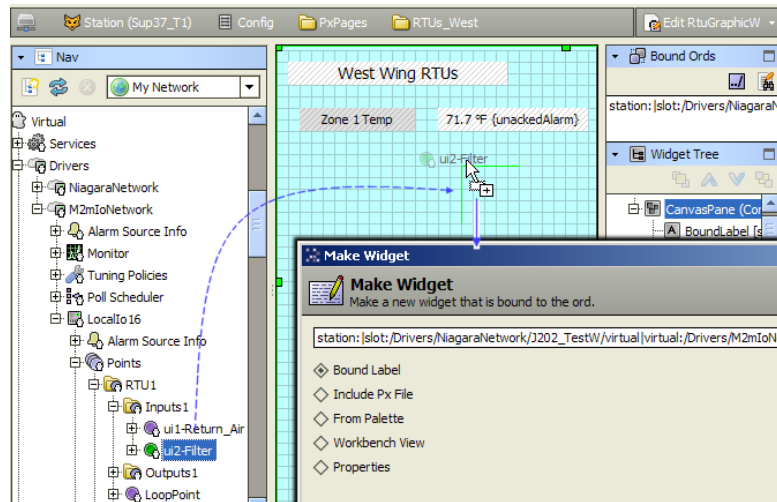 Station (Sup37_T1) Config PxPages RTUs_West Edit RtuGraphicW
Nav
My Network
Virtual
Services
Drivers
NiagaraNetwork
M2mIoNetwork
Alarm Source Info
Monitor
Tuning Policies
Poll Scheduler
LocalIo16
Alarm Source Info
Points
RTU1
Inputs1
ui1-Return_Air
ui2-Filter
Outputs1
LoopPoint
West Wing RTUs
Zone 1 Temp 71.7 ºF {unackedAlarm}
ui2-Filter
Bound Ords
station:|slot:/Drivers/NiagaraN
Widget Tree
CanvasPane (Cor
A BoundLabel [s
Make Widget
Make Widget
Make a new widget that is bound to the ord.
station:|slot:/Drivers/NiagaraNetwork/J202_TestW/virtual|virtual:/Drivers/M2mIoN
Bound Label
Include Px File
From Palette
Workbench View
Properties